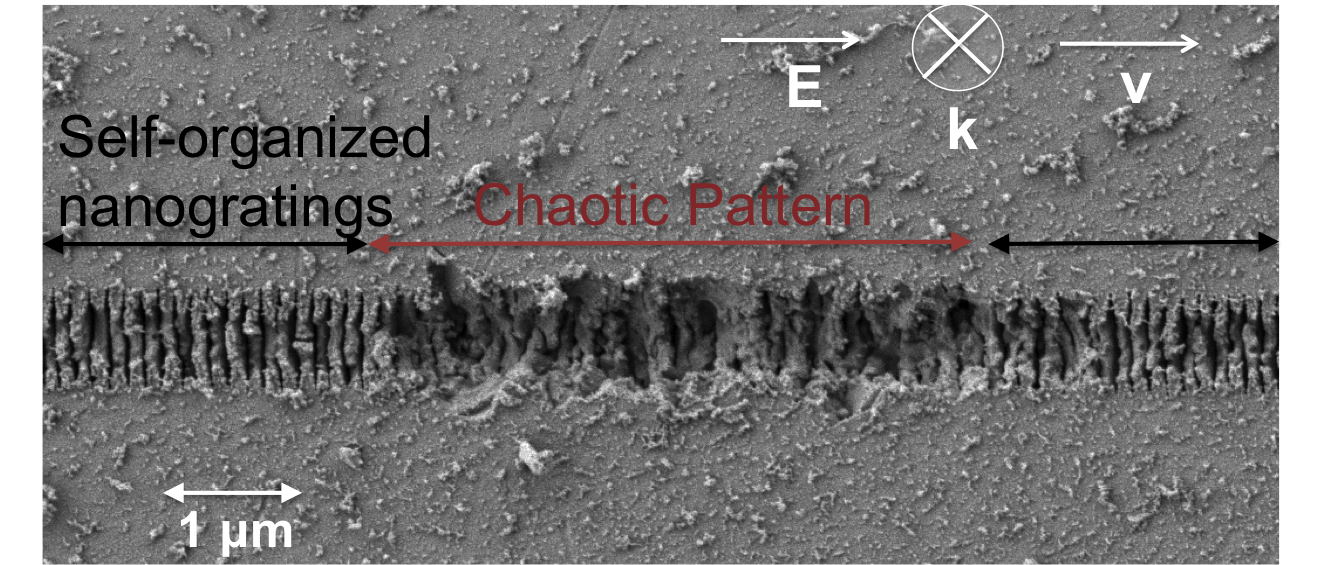 E
v
k
Self-organized
nanogratings
Chaotic Pattern
1 μm